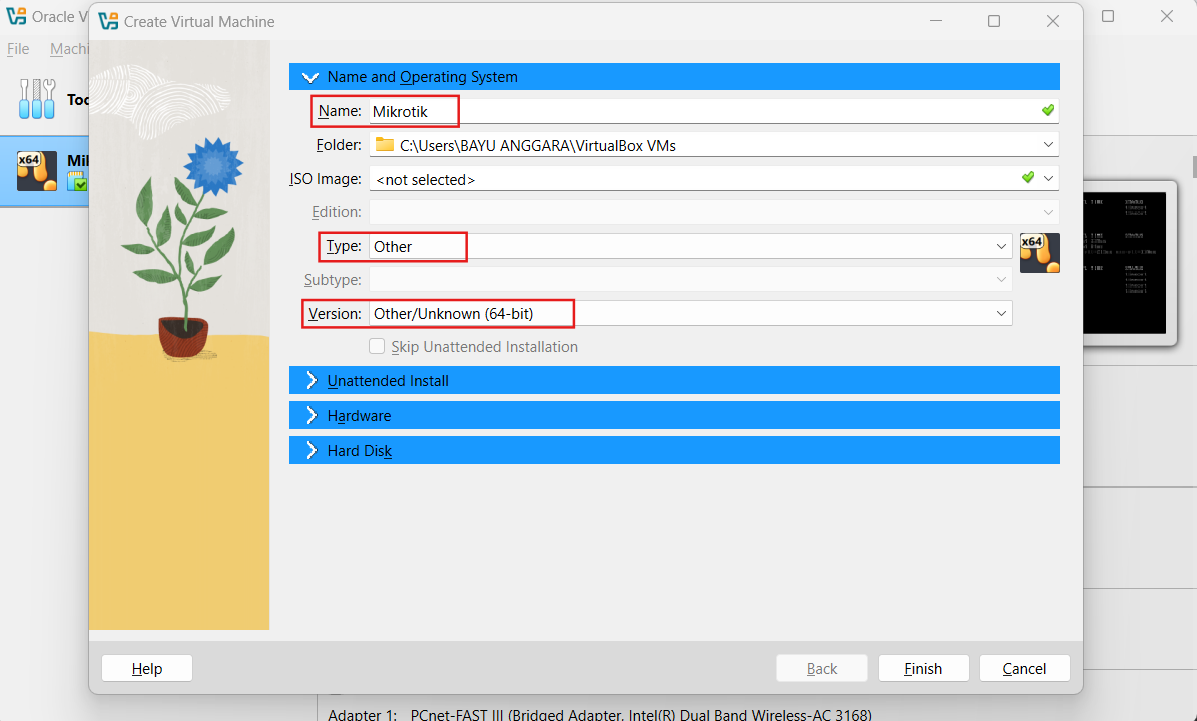 Oracle V
Create Virtual Machine
File Machi
Name and Operating System
Name: Mikrotik
Folder: C:\Users\BAYU ANGGARA\VirtualBox VMs
ISO Image: <not selected>
Edition:
Type: Other
x64
Subtype:
Version: Other/Unknown (64-bit)
Skip Unattended Installation
Unattended Install
Hardware
Hard Disk
Too
x64 Mil
Help Back Finish Cancel
Adapter 1: PCnet-FAST III (Bridged Adapter, Intel(R) Dual Band Wireless-AC 3168)